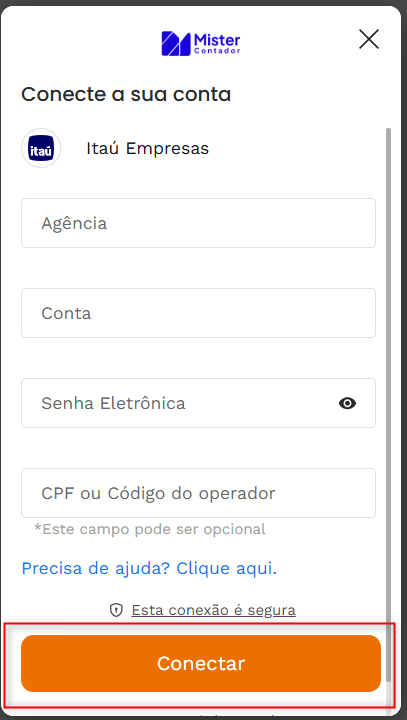 Mister
Contador
Conecte a sua conta
itaú
Itaú Empresas
Agência
Conta
Senha Eletrônica
CPF ou Código do operador
*Este campo pode ser opcional
Precisa de ajuda? Clique aqui.
Esta conexão é segura
Conectar